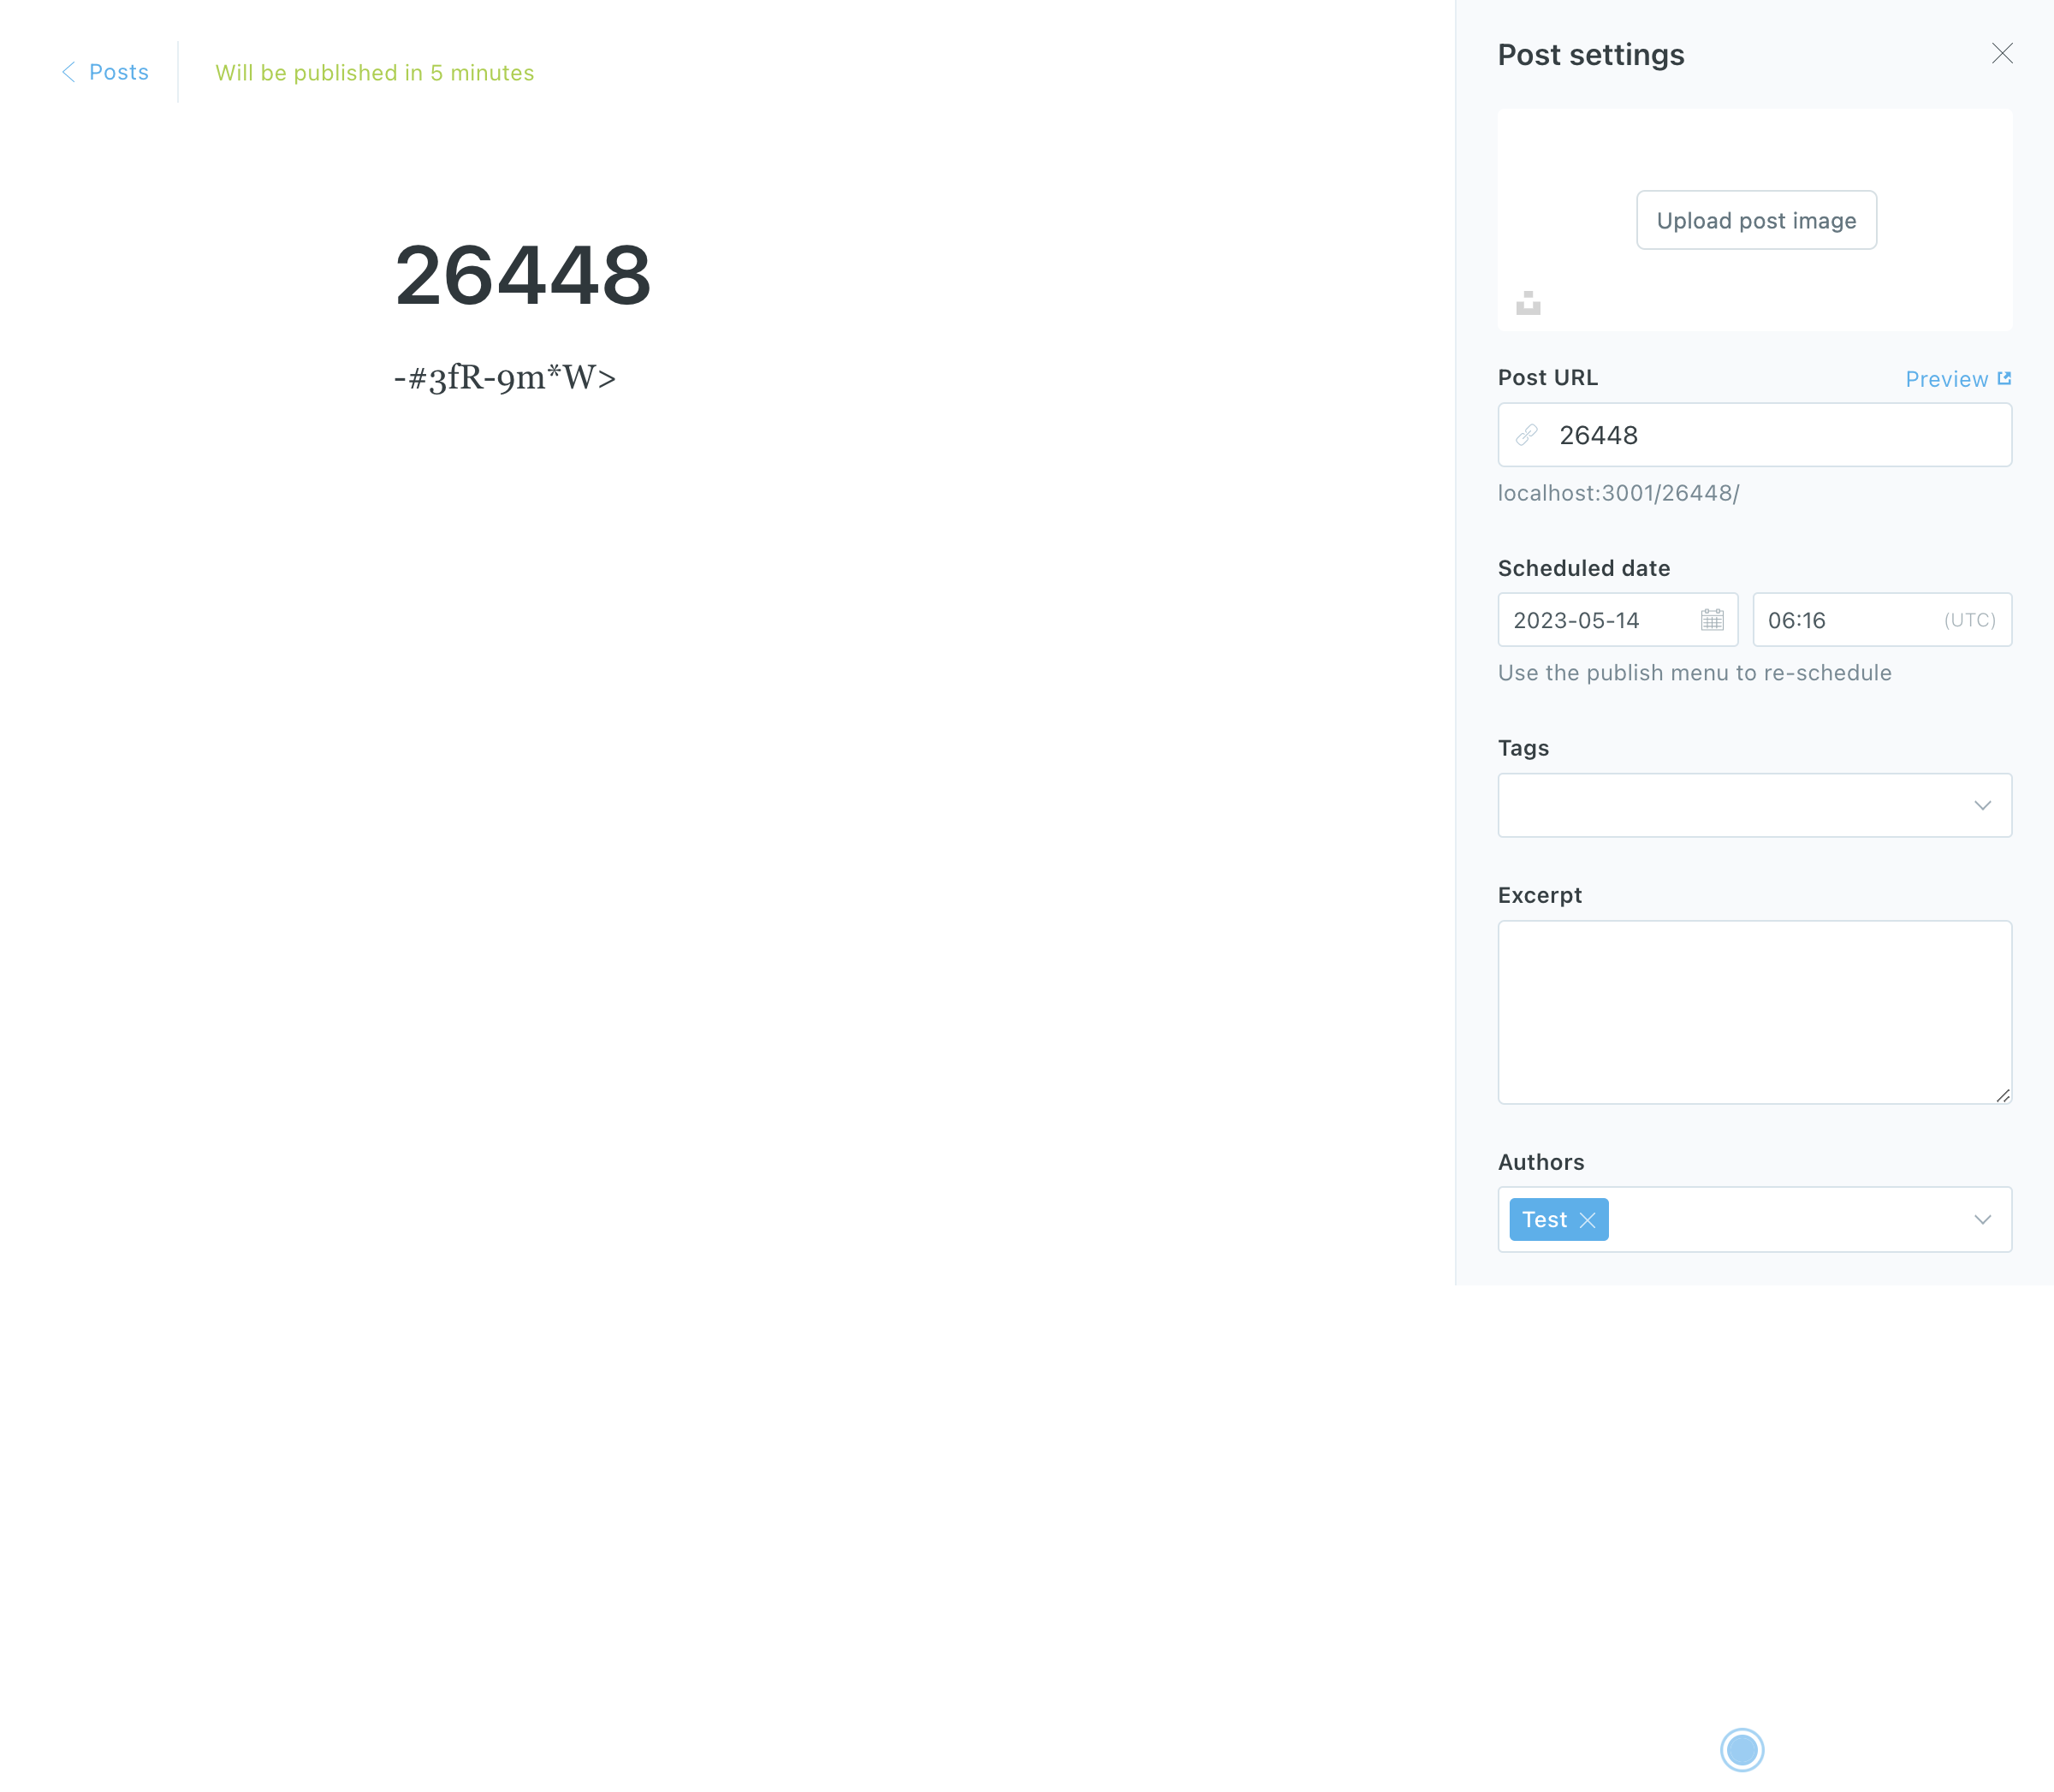 Posts
Will be published in 5 minutes
26448
-#3fR-9m*W>
Post settings
Upload post image
Post URL
Preview
26448
localhost:3001/26448/
Scheduled date
2023-05-14
06:16 (UTC)
Use the publish menu to re-schedule
Tags
Excerpt
Authors
Test